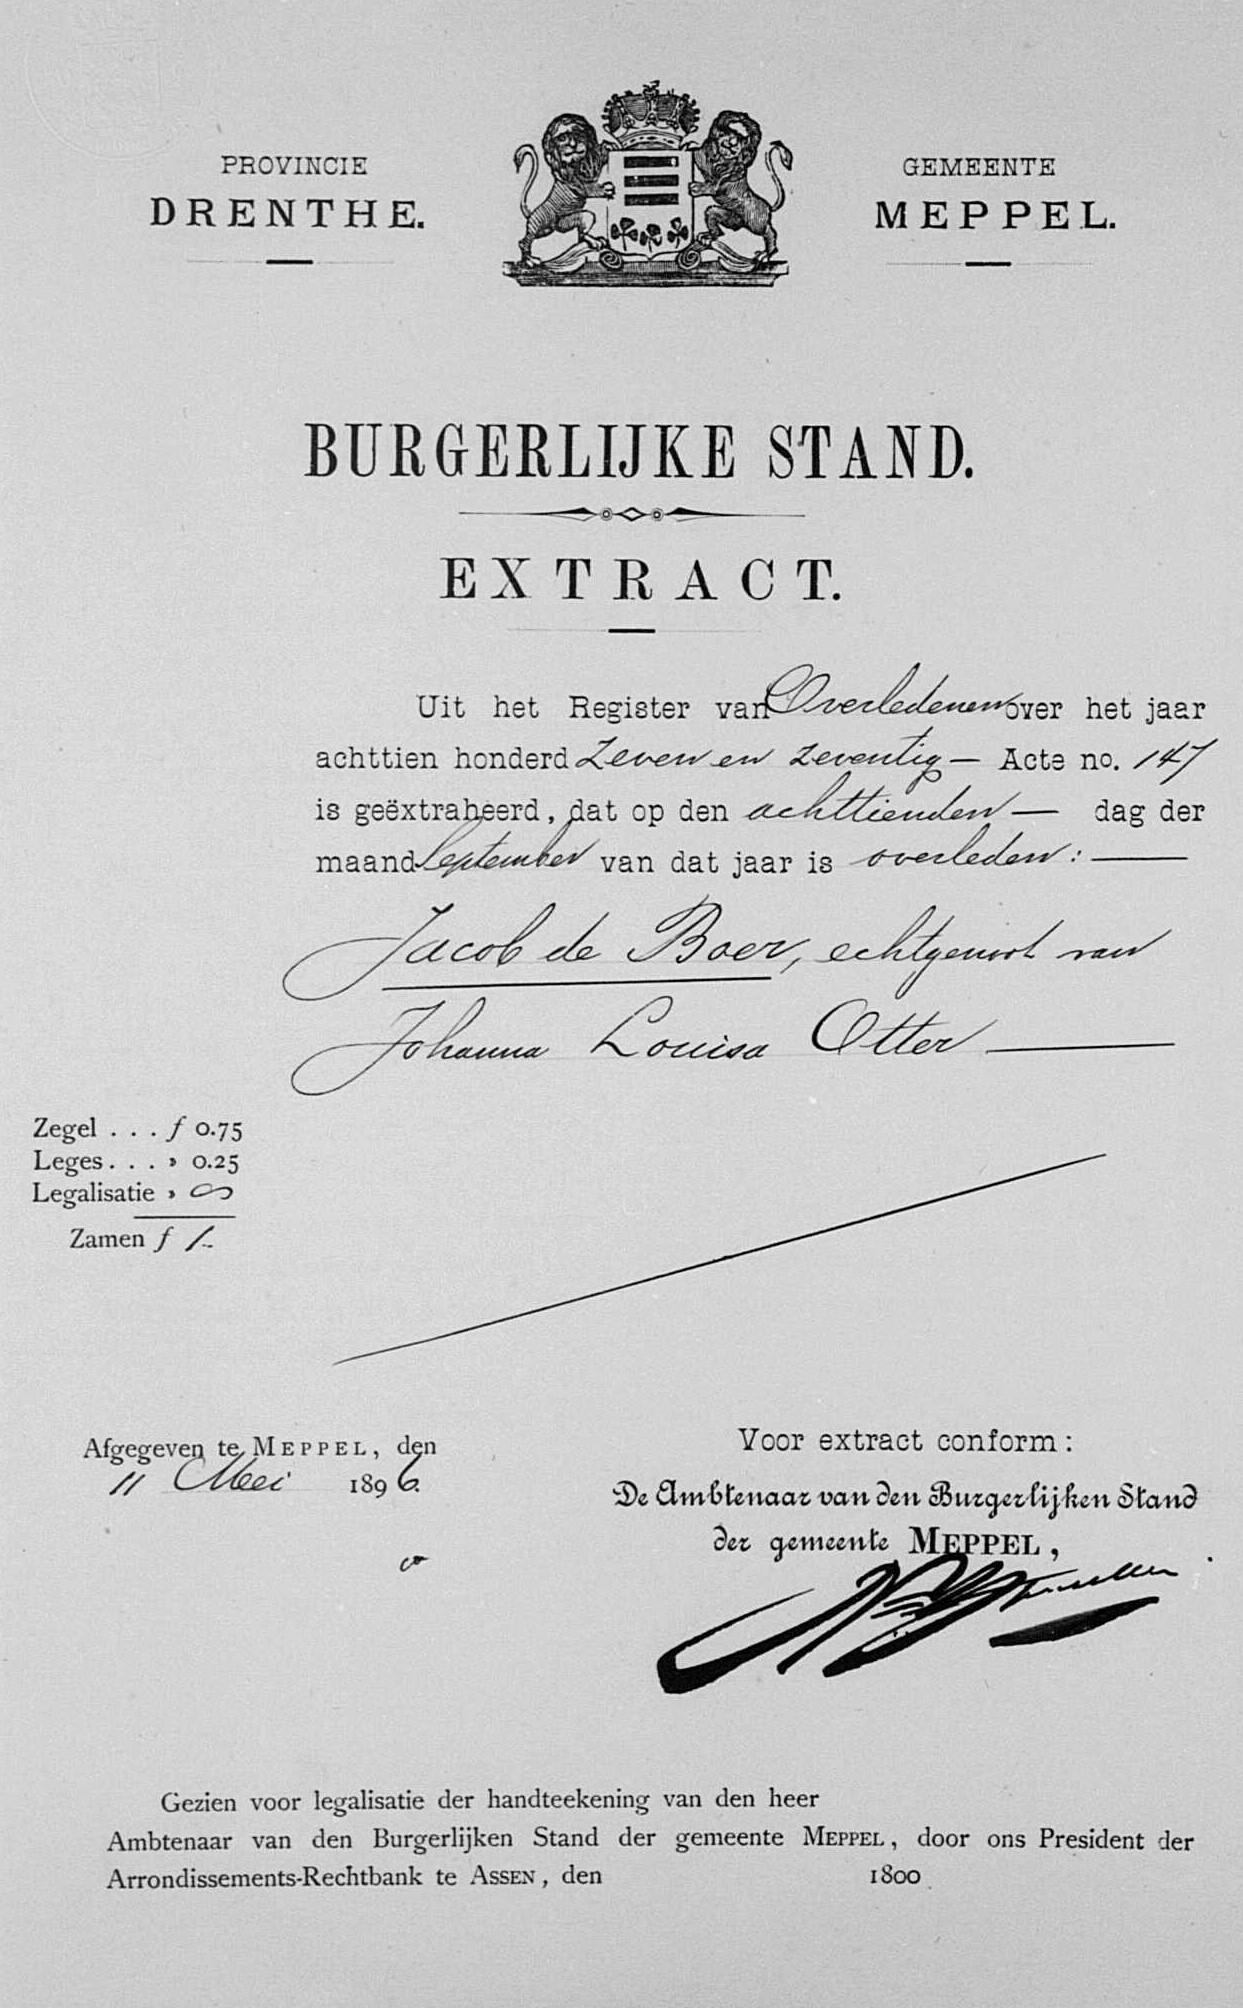 PROVINCIE
DRENTHE.
GEMEENTE
MEPPEL.
BURGERLIJKE STAND.
EXTRACT.
Uit het Register van Overledenen over het jaar
achttien honderd Zeven en zeventig — Acte no. 147
is geëxtraheerd, dat op den achttienden — dag der
maand September van dat jaar is overleden: —
Jacob de Boer, echtgenoot van
Johanna Louisa Otter —
Zegel . . . f 0.75
Leges. . . » 0.25
Legalisatie »
Zamen f 1.-
Afgegeven te MEPPEL, den
11 Mei 1896.
Voor extract conform:
De Ambtenaar van den Burgerlijken Stand
der gemeente MEPPEL,
Gezien voor legalisatie der handteekening van den heer
Ambtenaar van den Burgerlijken Stand der gemeente MEPPEL, door ons President der
Arrondissements-Rechtbank te ASSEN, den 1800